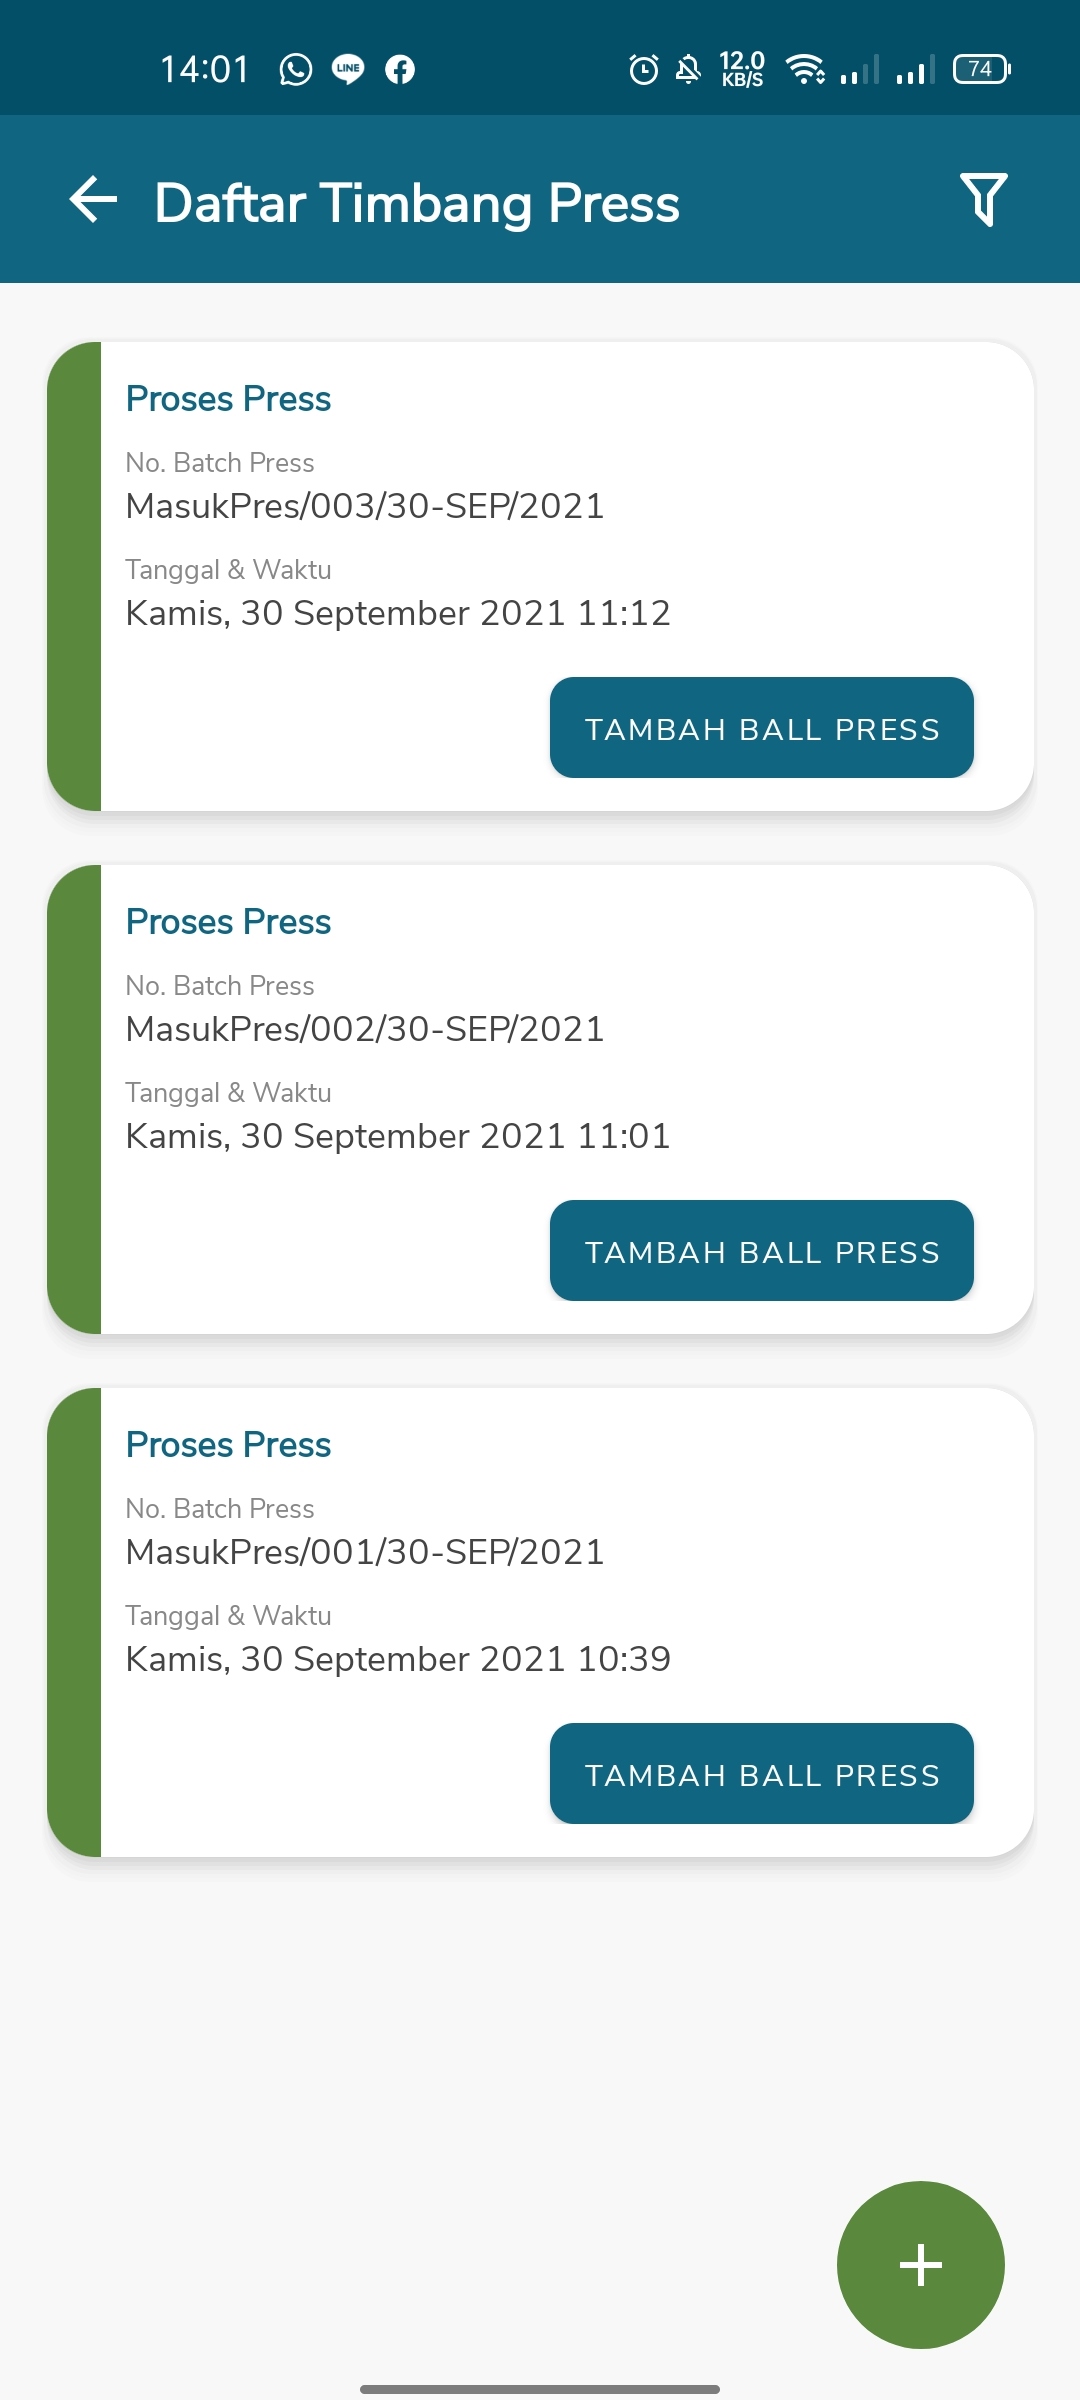 14:01 LINE 12.0 KB/S 74
Daftar Timbang Press
Proses Press
No. Batch Press
MasukPres/003/30-SEP/2021
Tanggal & Waktu
Kamis, 30 September 2021 11:12
TAMBAH BALL PRESS
Proses Press
No. Batch Press
MasukPres/002/30-SEP/2021
Tanggal & Waktu
Kamis, 30 September 2021 11:01
TAMBAH BALL PRESS
Proses Press
No. Batch Press
MasukPres/001/30-SEP/2021
Tanggal & Waktu
Kamis, 30 September 2021 10:39
TAMBAH BALL PRESS